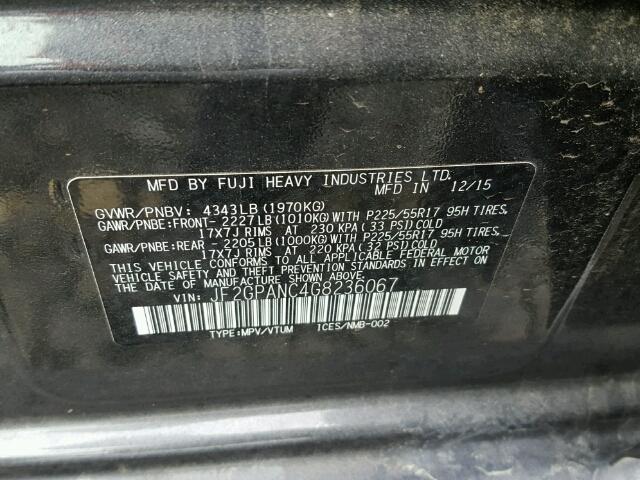 MFD BY FUJI HEAVY INDUSTRIES LTD.
MFD IN 12/15
GVWR/PNBV: 4343LB(1970KG)
GAWR/PNBE:FRONT- 2227LB(1010KG)WITH P225/55R17 95H TIRES,
17X7J RIMS AT 230 KPA( 33 PSI)COLD
GAWR/PNBE:REAR - 2205LB(1000KG)WITH P225/55R17 95H TIRES,
17X7J RIMS AT 220 KPA( 32 PSI)COLD
THIS VEHICLE CONFORMS TO ALL APPLICABLE FEDERAL MOTOR
VEHICLE SAFETY STANDARDS IN EFFECT ON
THE DATE OF MANUFACTURE SHOWN ABOVE.
VIN: JF2GPANC4G8236067
TYPE:MPV/VTUM ICES/NMB-002